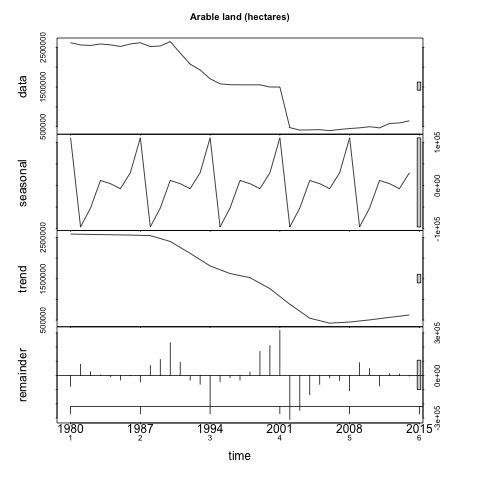 Arable land (hectares)
data
500000 1500000 2500000
seasonal
-1e+05 0e+00 1e+05
trend
500000 1500000 2500000
remainder
-3e+05 0e+00 3e+05
1980 1987 1994 2001 2008 2015
1 2 3 4 5 6
time